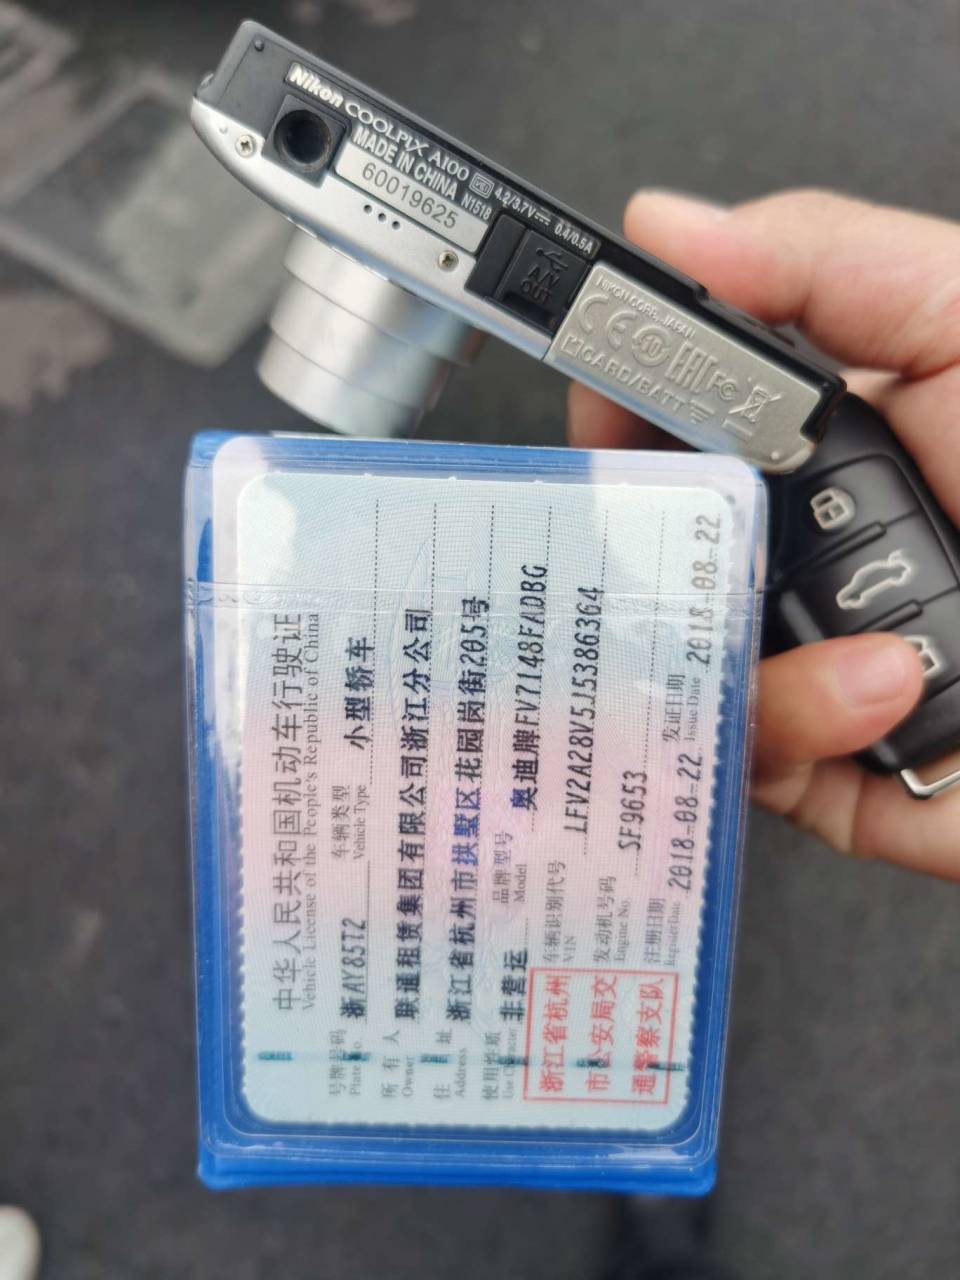 Nikon COOLPIX A100
MADE IN CHINA N1518
4.2/3.7V⎓ 0.4/0.5A
60019625
A/V
OUT
NIKON CORP. JAPAN
CE 10 EAC FC
CARD/BATT
中华人民共和国机动车行驶证
Vehicle License of the People's Republic of China
号牌号码 浙AY85T2 车辆类型 小型轿车
Plate No. Vehicle Type
所有人 联通租赁集团有限公司浙江分公司
Owner
住址 浙江省杭州市拱墅区花园岗街205号
Address
使用性质 非营运 品牌型号 奥迪牌FV7148FADBG
Use Character Model
浙江省杭州
市公安局交
通警察支队
车辆识别代号 LFV2A28V5J5386364
VIN
发动机号码 SF9653
Engine No.
注册日期 2018-08-22 发证日期 2018-08-22
Register Date Issue Date